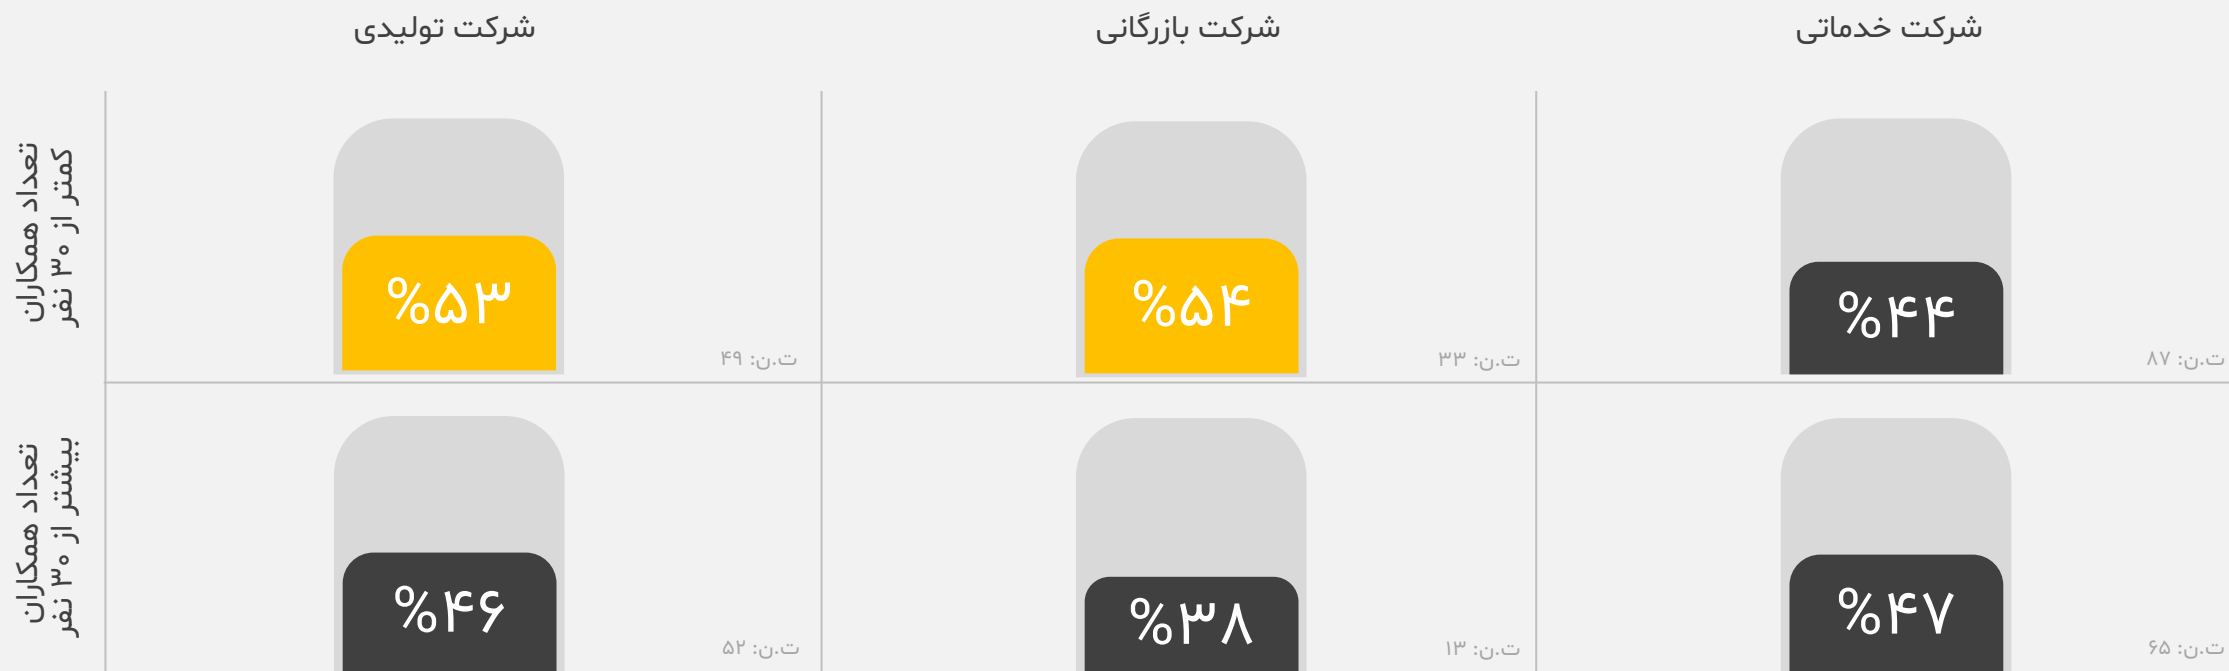 شرکت خدماتی
شرکت بازرگانی
شرکت تولیدی
تعداد همکاران
کمتر از ۳۰ نفر
%۴۴
ت.ن: ۸۷
%۵۴
ت.ن: ۳۳
%۵۳
ت.ن: ۴۹
تعداد همکاران
بیشتر از ۳۰ نفر
%۴۷
ت.ن: ۶۵
%۳۸
ت.ن: ۱۳
%۴۶
ت.ن: ۵۲